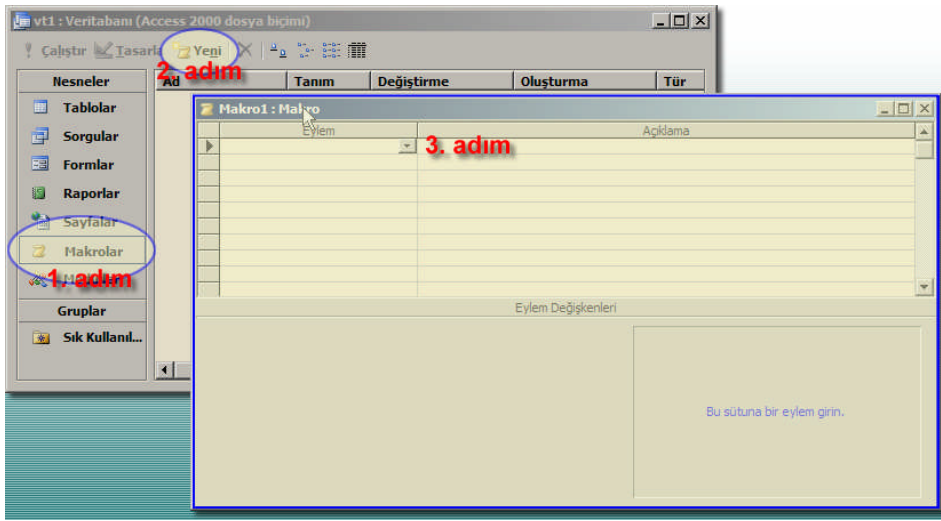 vt1 : Veritabanı (Access 2000 dosya biçimi)
Çalıştır Tasarla Yeni
2. adım
Nesneler
Ad Tanım Değiştirme Oluşturma Tür
Tablolar
Sorgular
Formlar
Raporlar
Sayfalar
Makrolar
1. adım
Gruplar
Sık Kullanıl...
Makro1 : Makro
Eylem Açıklama
3. adım
Eylem Değişkenleri
Bu sütuna bir eylem girin.